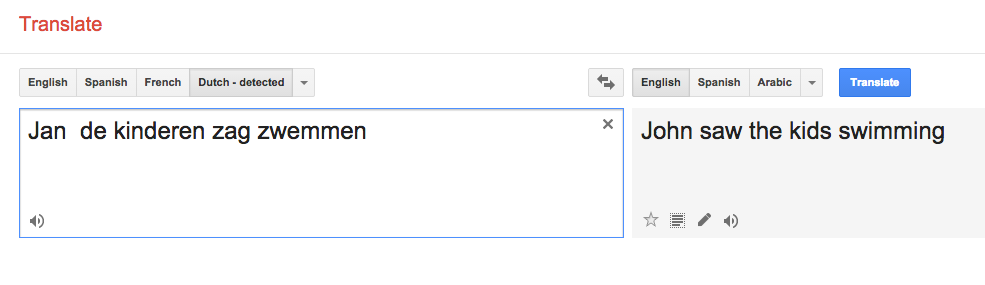 Translate
English Spanish French Dutch - detected English Spanish Arabic Translate
Jan  de kinderen zag zwemmen
John saw the kids swimming